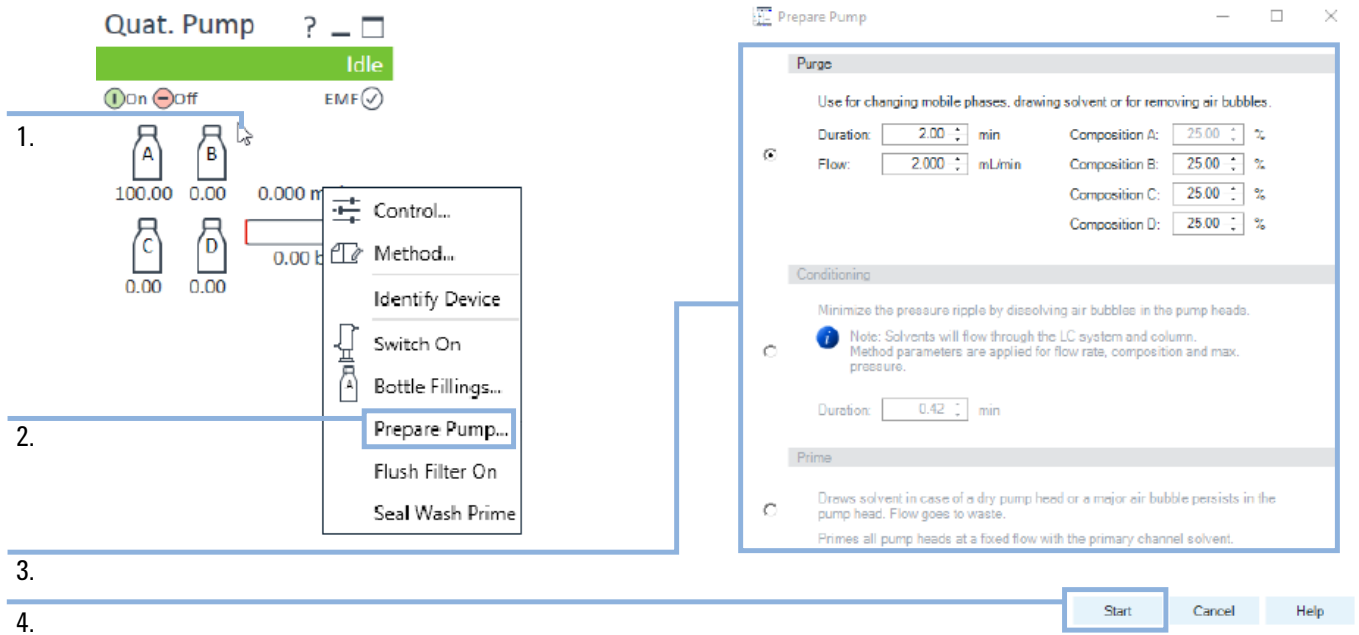 Quat. Pump ?
Idle
On Off EMF
1.
A B
100.00 0.00 0.000
C D
0.00
0.00 0.00
Control...
Method...
Identify Device
Switch On
A Bottle Fillings...
2.
Prepare Pump...
Flush Filter On
Seal Wash Prime
3.
4.
Prepare Pump
Purge
Use for changing mobile phases, drawing solvent or for removing air bubbles.
Duration: 2.00 min Composition A: 25.00 %
Flow: 2.000 mL/min Composition B: 25.00 %
Composition C: 25.00 %
Composition D: 25.00 %
Conditioning
Minimize the pressure ripple by dissolving air bubbles in the pump heads.
i Note: Solvents will flow through the LC system and column.
Method parameters are applied for flow rate, composition and max.
pressure.
Duration: 0.42 min
Prime
Draws solvent in case of a dry pump head or a major air bubble persists in the
pump head. Flow goes to waste.
Primes all pump heads at a fixed flow with the primary channel solvent.
Start Cancel Help